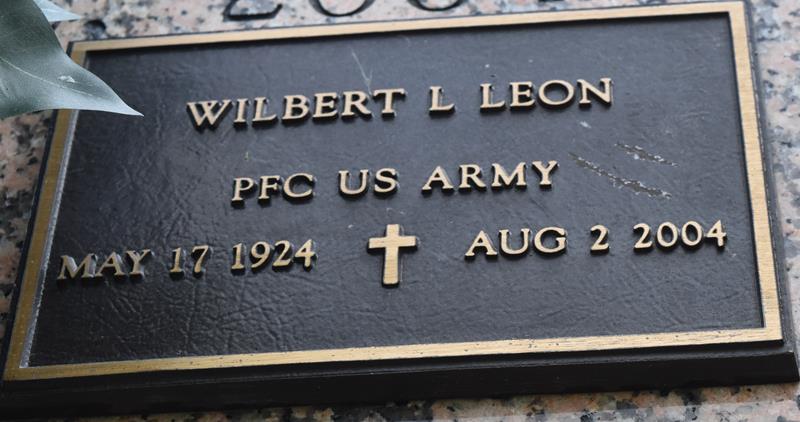 WILBERT L LEON
PFC US ARMY
MAY 17 1924 AUG 2 2004